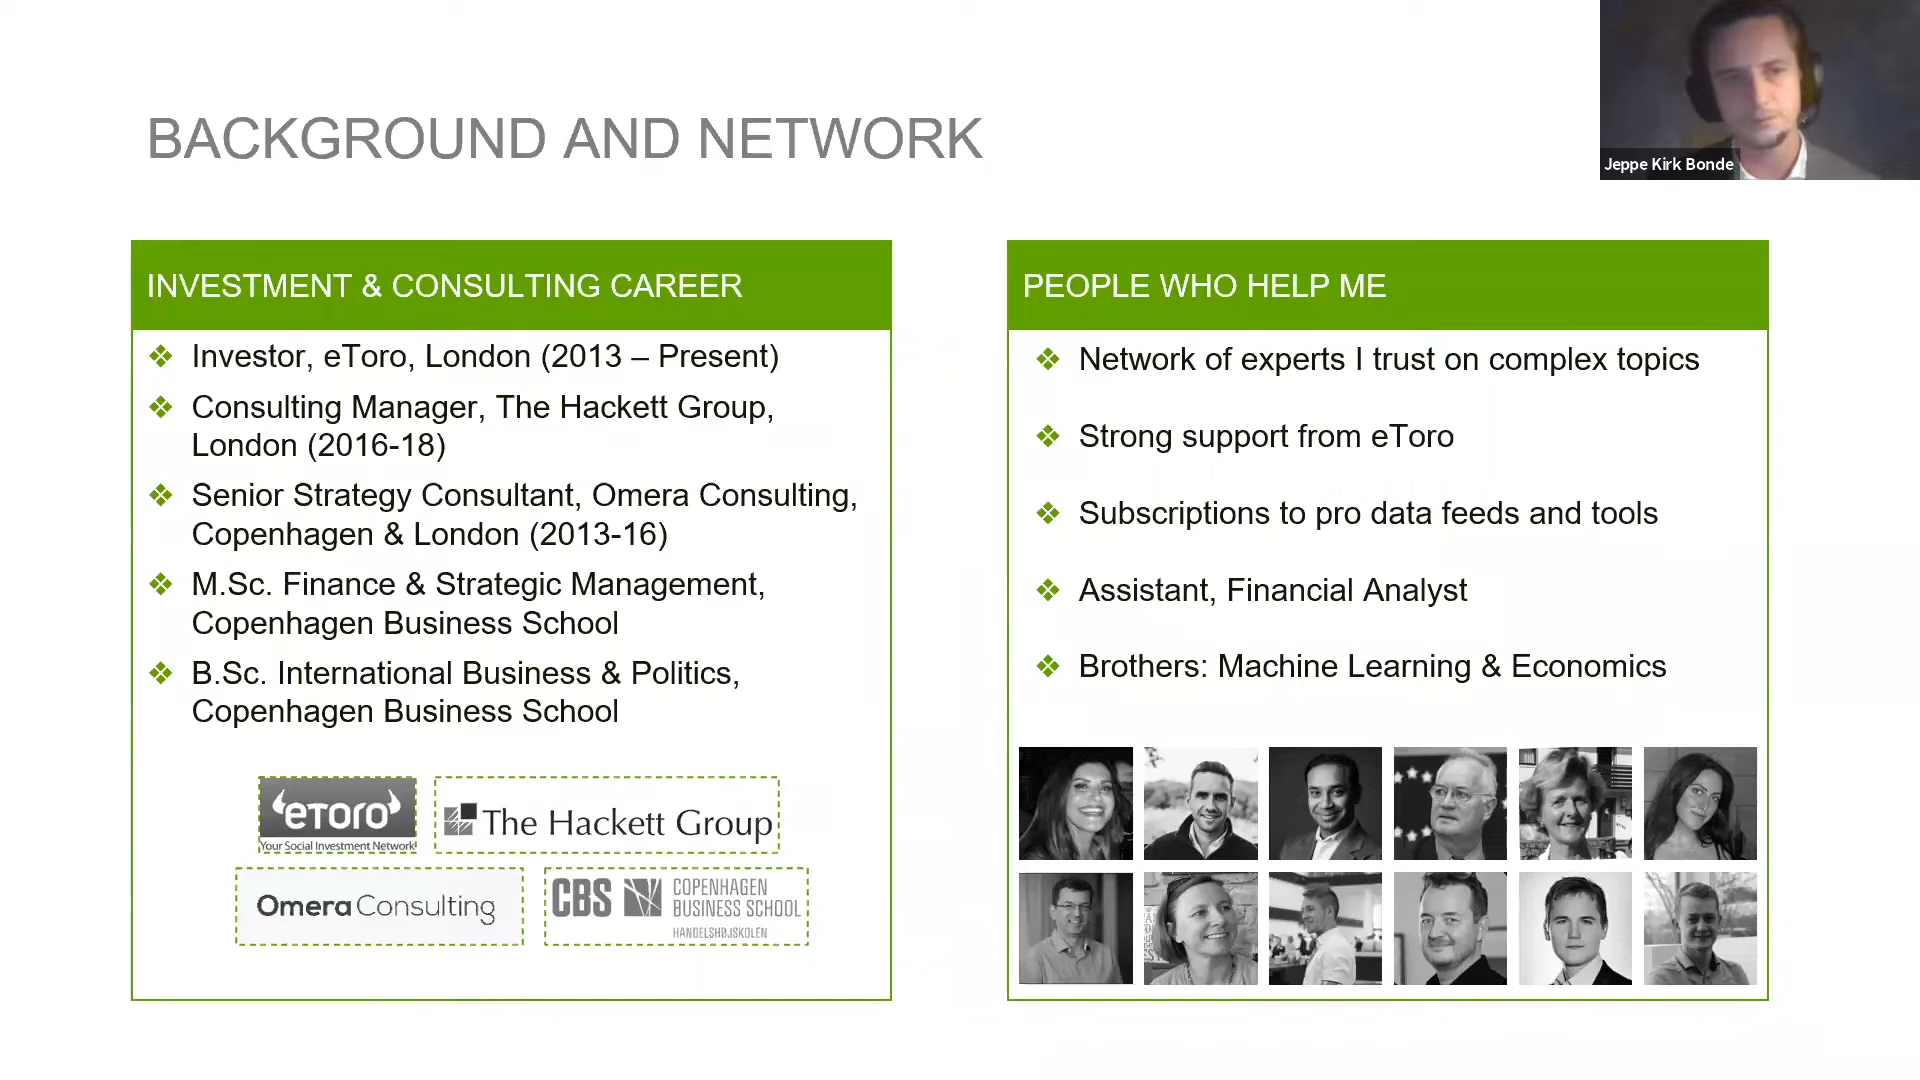 BACKGROUND AND NETWORK
Jeppe Kirk Bonde
INVESTMENT & CONSULTING CAREER
Investor, eToro, London (2013 – Present)
Consulting Manager, The Hackett Group,
London (2016-18)
Senior Strategy Consultant, Omera Consulting,
Copenhagen & London (2013-16)
M.Sc. Finance & Strategic Management,
Copenhagen Business School
B.Sc. International Business & Politics,
Copenhagen Business School
eToro
Your Social Investment Network
The Hackett Group
Omera Consulting
CBS
COPENHAGEN
BUSINESS SCHOOL
HANDELSHØJSKOLEN
PEOPLE WHO HELP ME
Network of experts I trust on complex topics
Strong support from eToro
Subscriptions to pro data feeds and tools
Assistant, Financial Analyst
Brothers: Machine Learning & Economics